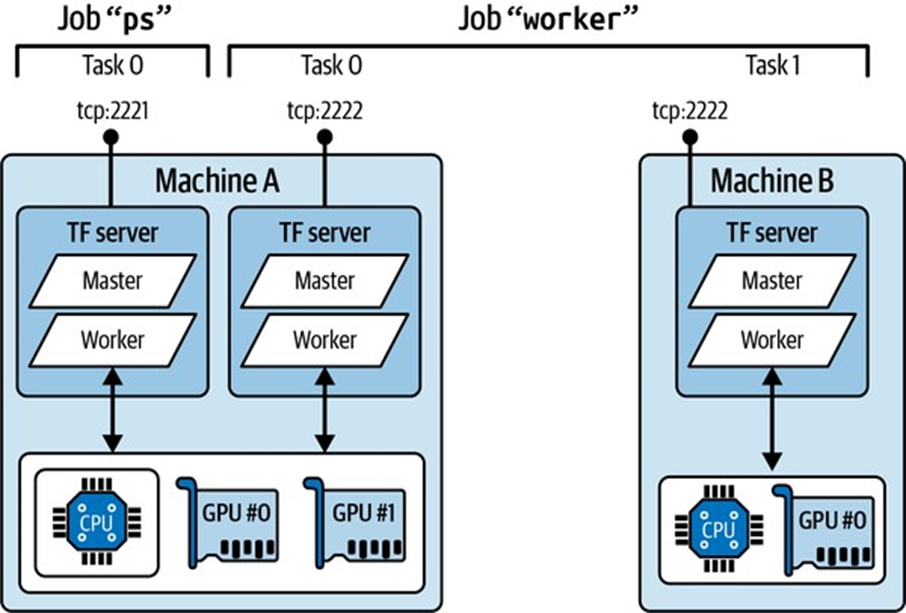 Job “ps”
Job “worker”
Task 0
Task 0
Task 1
tcp:2221
tcp:2222
tcp:2222
Machine A
Machine B
TF server
TF server
TF server
Master
Master
Master
Worker
Worker
Worker
CPU
GPU #0
GPU #1
CPU
GPU #0